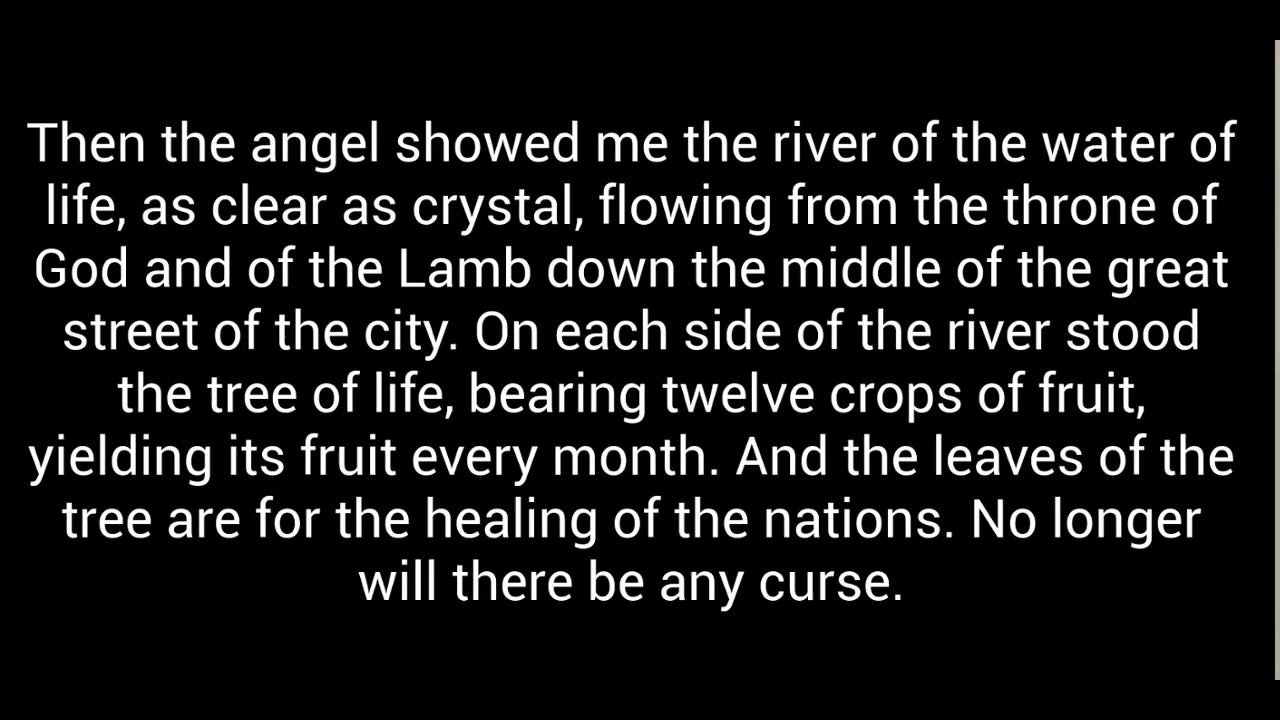 Then the angel showed me the river of the water of
life, as clear as crystal, flowing from the throne of
God and of the Lamb down the middle of the great
street of the city. On each side of the river stood
the tree of life, bearing twelve crops of fruit,
yielding its fruit every month. And the leaves of the
tree are for the healing of the nations. No longer
will there be any curse.